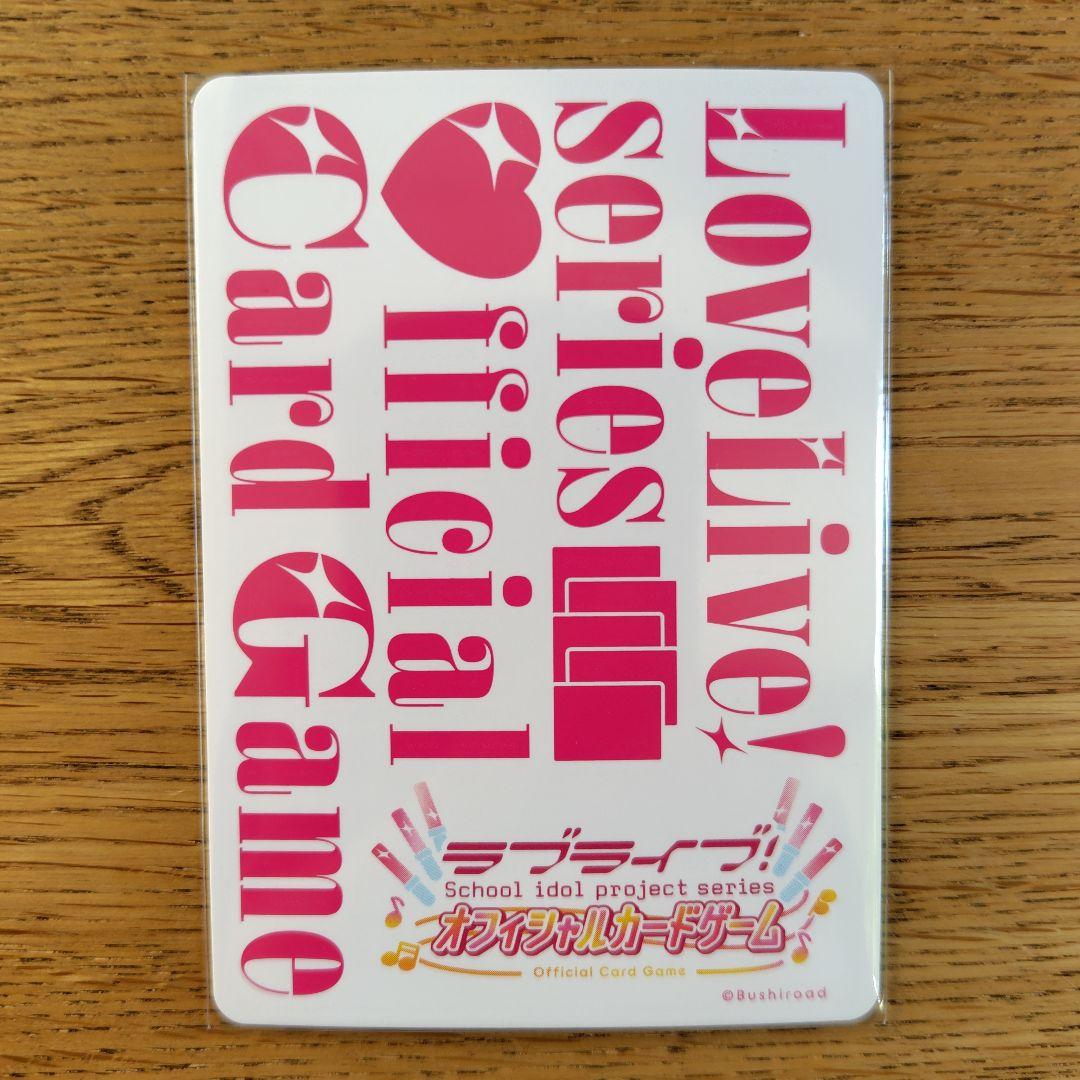 LoveLive!
series
♥fficial
Card Game
ラブライブ!
School idol project series
オフィシャルカードゲーム
Official Card Game
©Bushiroad